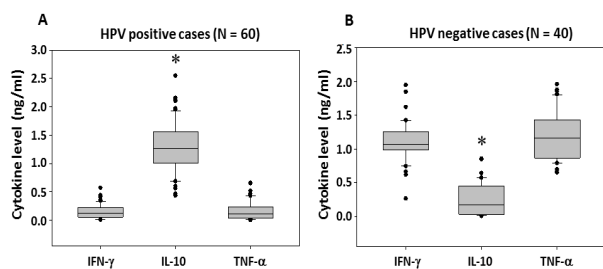 A
HPV positive cases (N = 60)
Cytokine level (ng/ml)
3.0
2.5
2.0
1.5
1.0
0.5
0.0
*
IFN-γ IL-10 TNF-α
B
HPV negative cases (N = 40)
Cytokine level (ng/ml)
2.5
2.0
1.5
1.0
0.5
0.0
*
IFN-γ IL-10 TNF-α